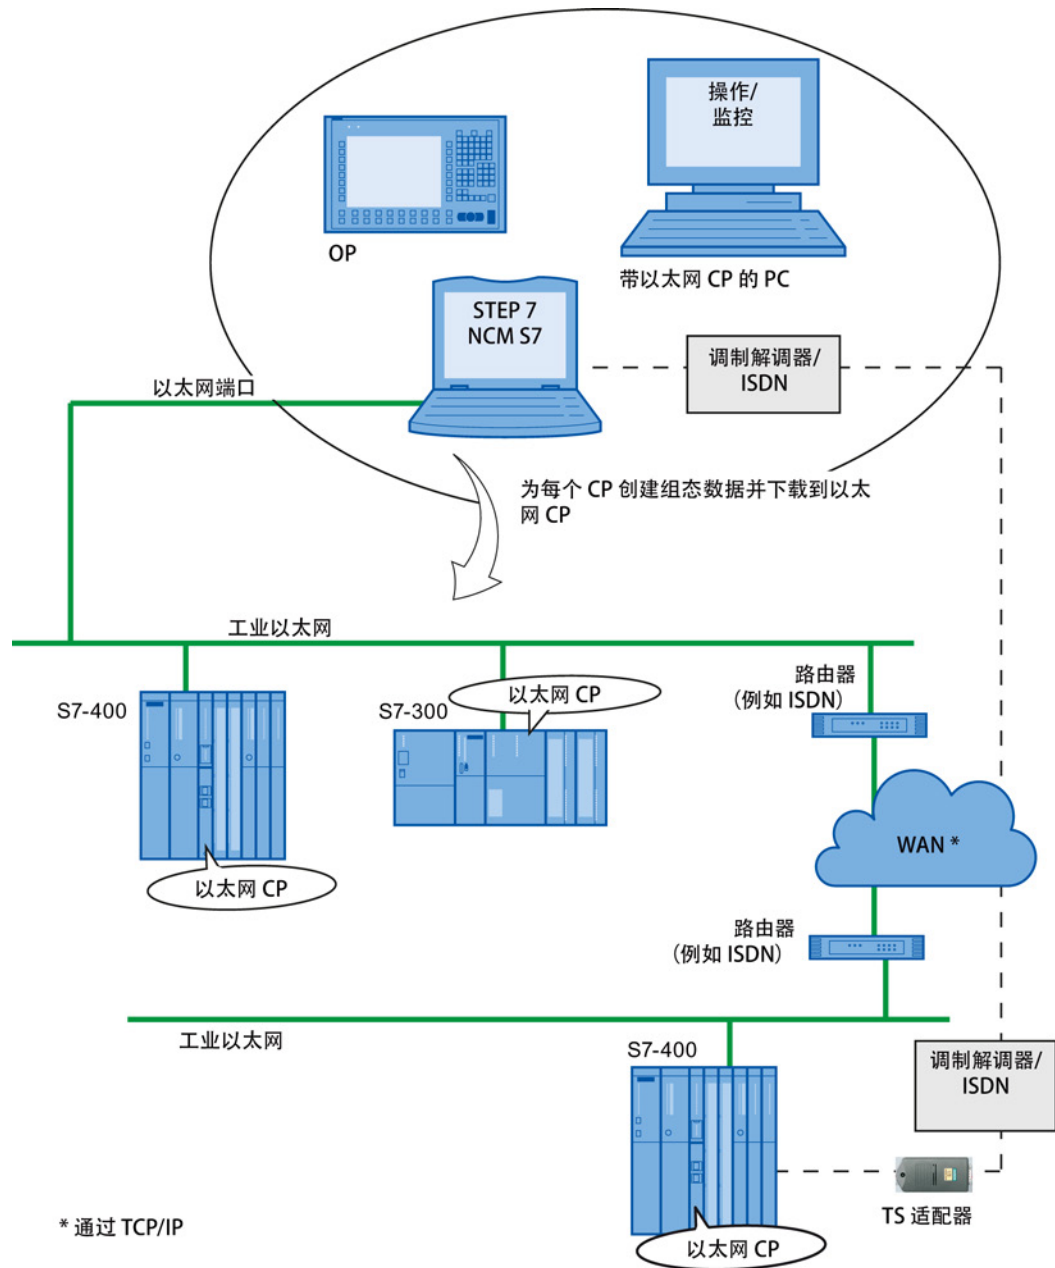 操作/
监控
OP
带以太网 CP 的 PC
STEP 7
NCM S7
调制解调器/
ISDN
以太网端口
为每个 CP 创建组态数据并下载到以太
网 CP
工业以太网
路由器
(例如 ISDN)
S7-400
S7-300
以太网 CP
以太网 CP
WAN *
路由器
(例如 ISDN)
工业以太网
S7-400
调制解调器/
ISDN
TS 适配器
以太网 CP
* 通过 TCP/IP